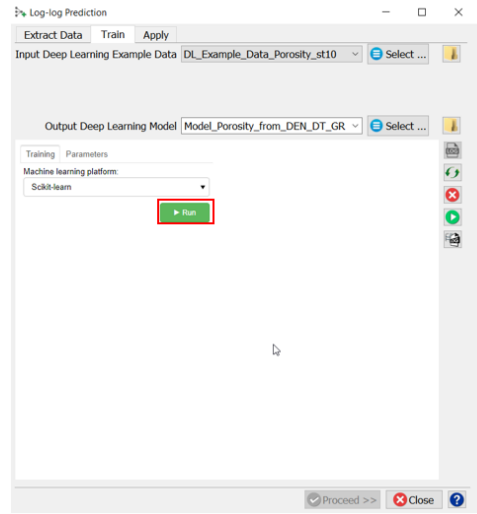 Log-log Prediction
Extract Data Train Apply
Input Deep Learning Example Data DL_Example_Data_Porosity_st10 Select ...
Output Deep Learning Model Model_Porosity_from_DEN_DT_GR Select ...
Training Parameters
Machine learning platform:
Scikit-learn
Run
Proceed >> Close ?